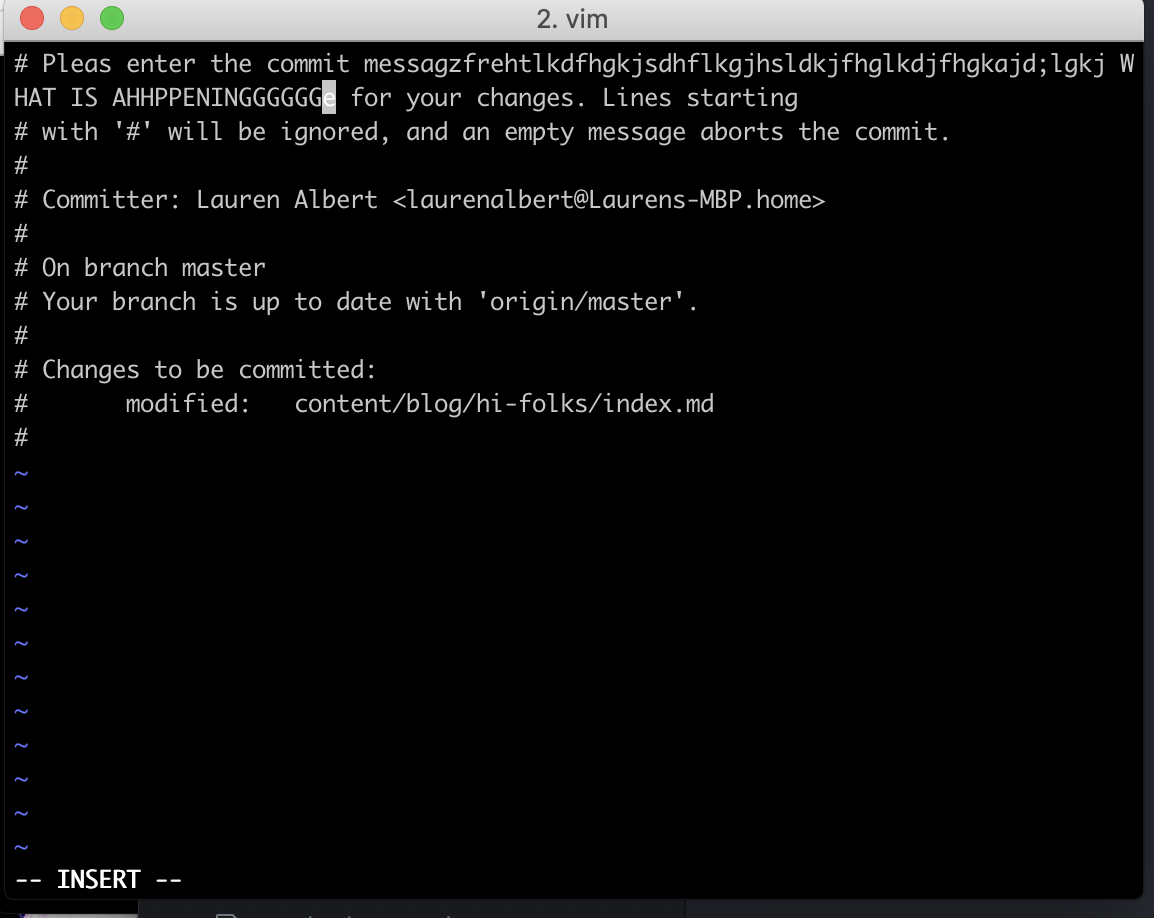 2. vim
# Pleas enter the commit messagzfrehtlkdfhgkjsdhflkgjhsldkjfhglkdjfhgkajd;lgkj W
HAT IS AHHPPENINGGGGGGe for your changes. Lines starting
# with '#' will be ignored, and an empty message aborts the commit.
#
# Committer: Lauren Albert <laurenalbert@Laurens-MBP.home>
#
# On branch master
# Your branch is up to date with 'origin/master'.
#
# Changes to be committed:
#       modified:   content/blog/hi-folks/index.md
#
~
~
~
~
~
~
~
~
~
~
~
~
-- INSERT --